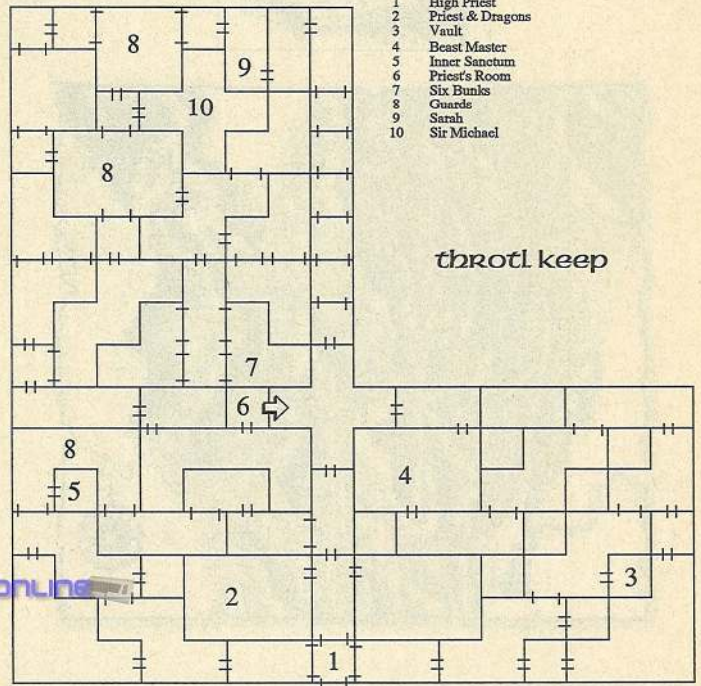 1 High Priest
2 Priest & Dragons
3 Vault
4 Beast Master
5 Inner Sanctum
6 Priest's Room
7 Six Bunks
8 Guards
9 Sarah
10 Sir Michael
8
9
10
8
throtl keep
7
6
8
4
5
3
online
2
1